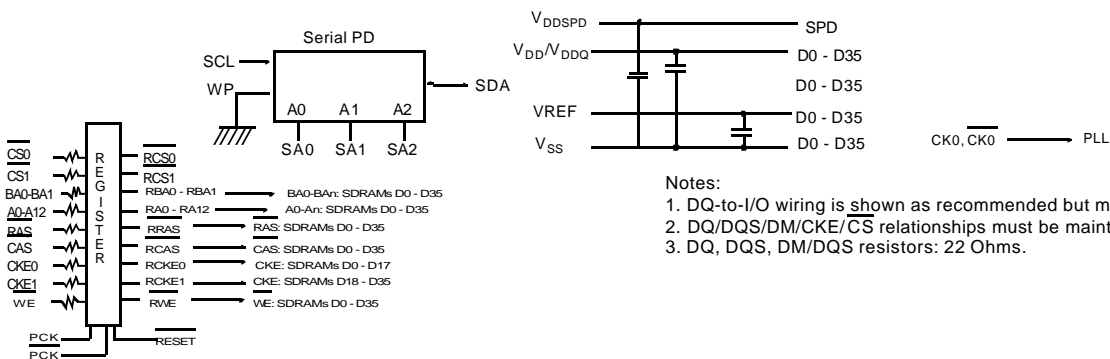 Serial PD
SCL
WP
A0 A1 A2
SA0 SA1 SA2
SDA
VDDSPD SPD
VDD/VDDQ D0 - D35
D0 - D35
VREF D0 - D35
VSS D0 - D35
CK0, CK0 PLL
CS0 RCS0
CS1 RCS1
BA0-BA1 RBA0 - RBA1 BA0-BAn: SDRAMs D0 - D35
A0-A12 RA0 - RA12 A0-An: SDRAMs D0 - D35
RAS RRAS RAS: SDRAMs D0 - D35
CAS RCAS CAS: SDRAMs D0 - D35
CKE0 RCKE0 CKE: SDRAMs D0 - D17
CKE1 RCKE1 CKE: SDRAMs D18 - D35
WE RWE WE: SDRAMs D0 - D35
REGISTER
PCK
PCK
RESET
Notes:
1. DQ-to-I/O wiring is shown as recommended but m
2. DQ/DQS/DM/CKE/CS relationships must be maint
3. DQ, DQS, DM/DQS resistors: 22 Ohms.